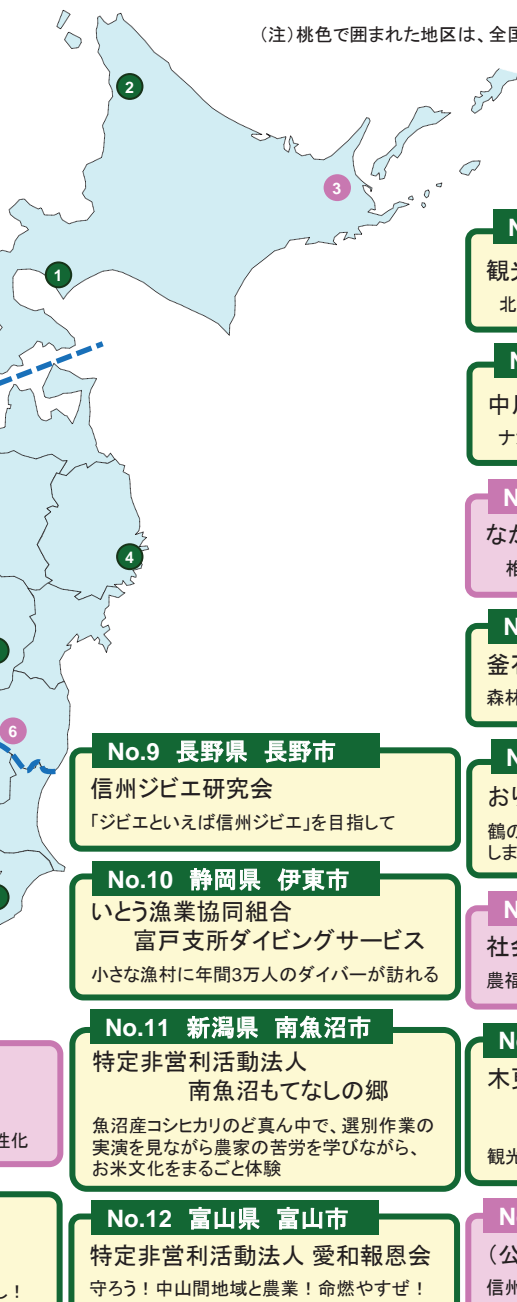 (注)桃色で囲まれた地区は、全国
2
3
1
4
6
No.9 長野県 長野市
信州ジビエ研究会
「ジビエといえば信州ジビエ」を目指して
No.10 静岡県 伊東市
いとう漁業協同組合
富戸支所ダイビングサービス
小さな漁村に年間3万人のダイバーが訪れる
No.11 新潟県 南魚沼市
特定非営利活動法人
南魚沼もてなしの郷
魚沼産コシヒカリのど真ん中で、選別作業の
実演を見ながら農家の苦労を学びながら、
お米文化をまるごと体験
No.12 富山県 富山市
特定非営利活動法人 愛和報恩会
守ろう!中山間地域と農業!命燃やすぜ!
性化
し!
北
中
な
釜
森林
お
鶴の
しま
社
農福
木
観光
(公
信州